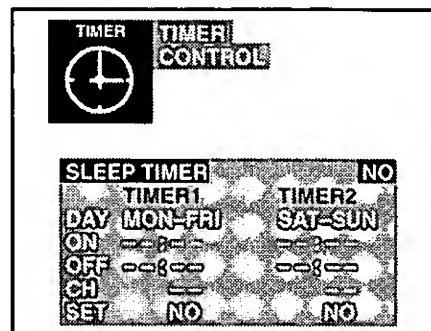 TIMER TIMER
CONTROL
SLEEP TIMER NO
TIMER1 TIMER2
DAY MON-FRI SAT-SUN
ON --:-- --:--
OFF --:-- --:--
CH -- --
SET NO NO